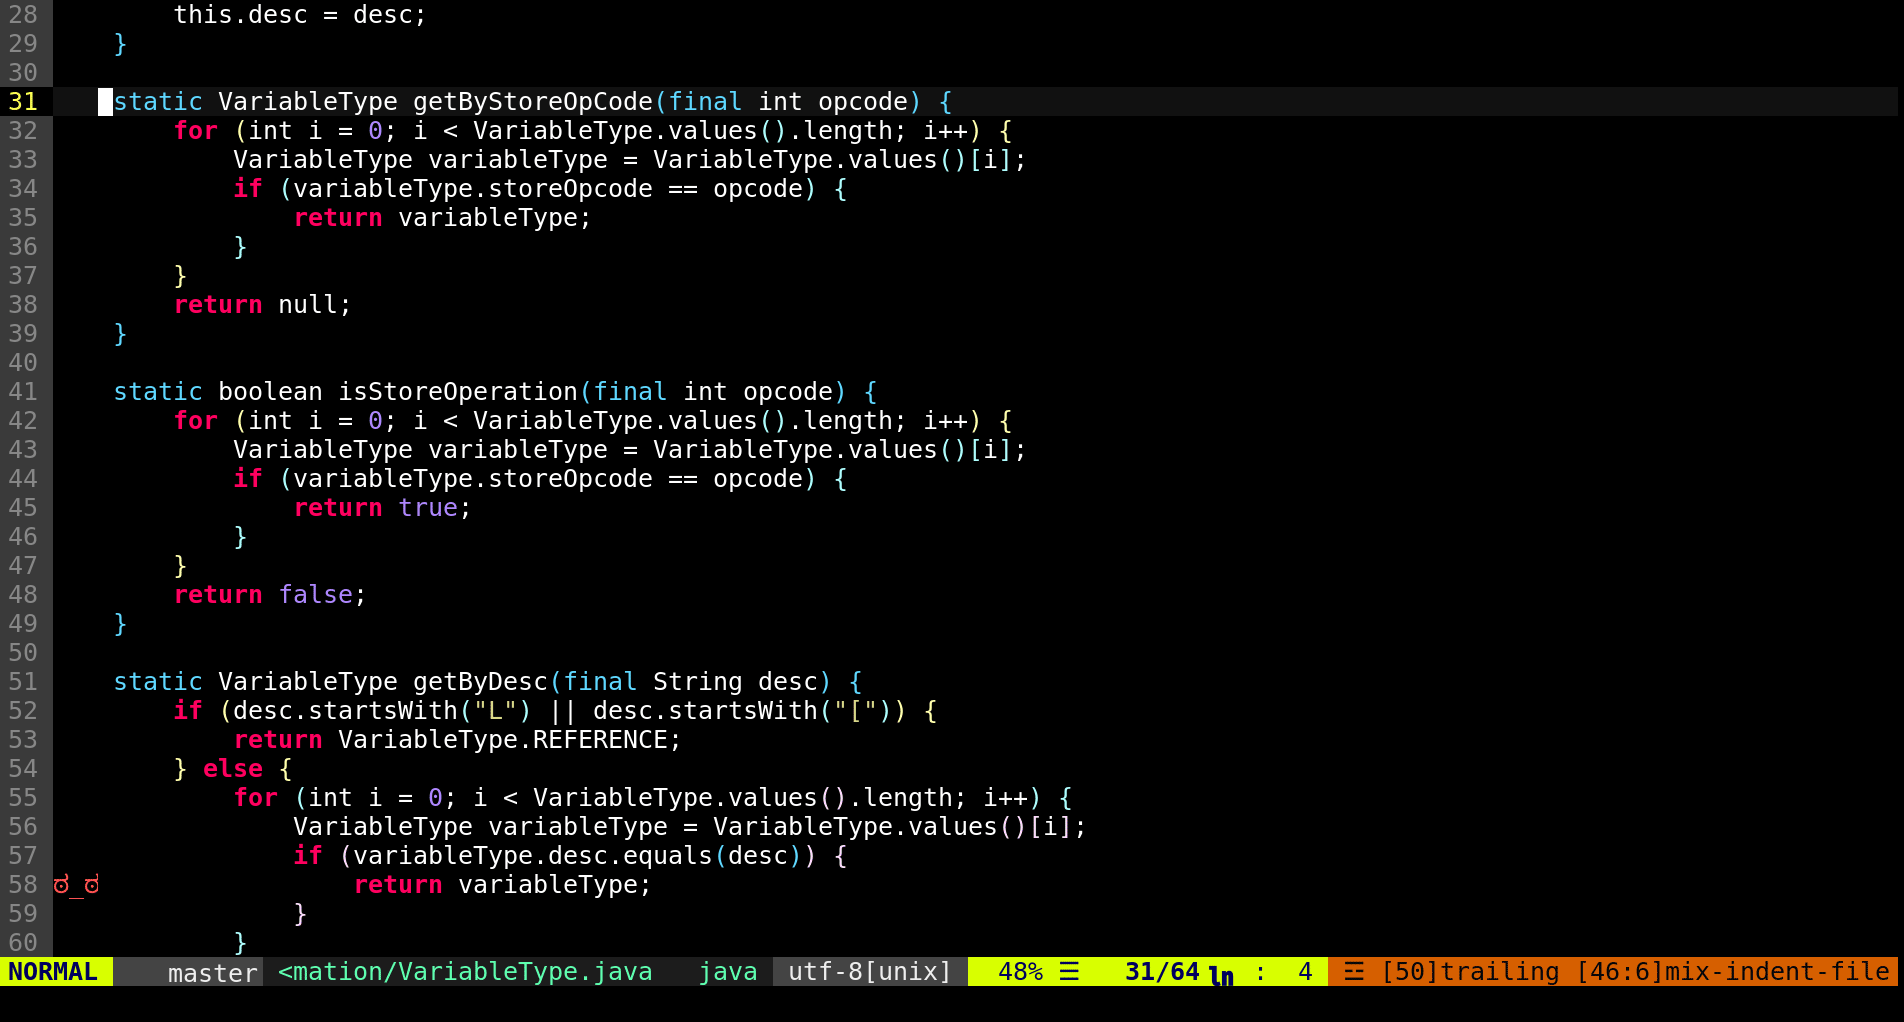 28         this.desc = desc;
29     }
30
31     static VariableType getByStoreOpCode(final int opcode) {
32         for (int i = 0; i < VariableType.values().length; i++) {
33             VariableType variableType = VariableType.values()[i];
34             if (variableType.storeOpcode == opcode) {
35                 return variableType;
36             }
37         }
38         return null;
39     }
40
41     static boolean isStoreOperation(final int opcode) {
42         for (int i = 0; i < VariableType.values().length; i++) {
43             VariableType variableType = VariableType.values()[i];
44             if (variableType.storeOpcode == opcode) {
45                 return true;
46             }
47         }
48         return false;
49     }
50
51     static VariableType getByDesc(final String desc) {
52         if (desc.startsWith("L") || desc.startsWith("[")) {
53             return VariableType.REFERENCE;
54         } else {
55             for (int i = 0; i < VariableType.values().length; i++) {
56                 VariableType variableType = VariableType.values()[i];
57                 if (variableType.desc.equals(desc)) {
58 ಠ_ಠ                 return variableType;
59                 }
60             }
NORMAL master <mation/VariableType.java java utf-8[unix] 48% ☰ 31/64 ㏑ : 4 ☲ [50]trailing [46:6]mix-indent-file